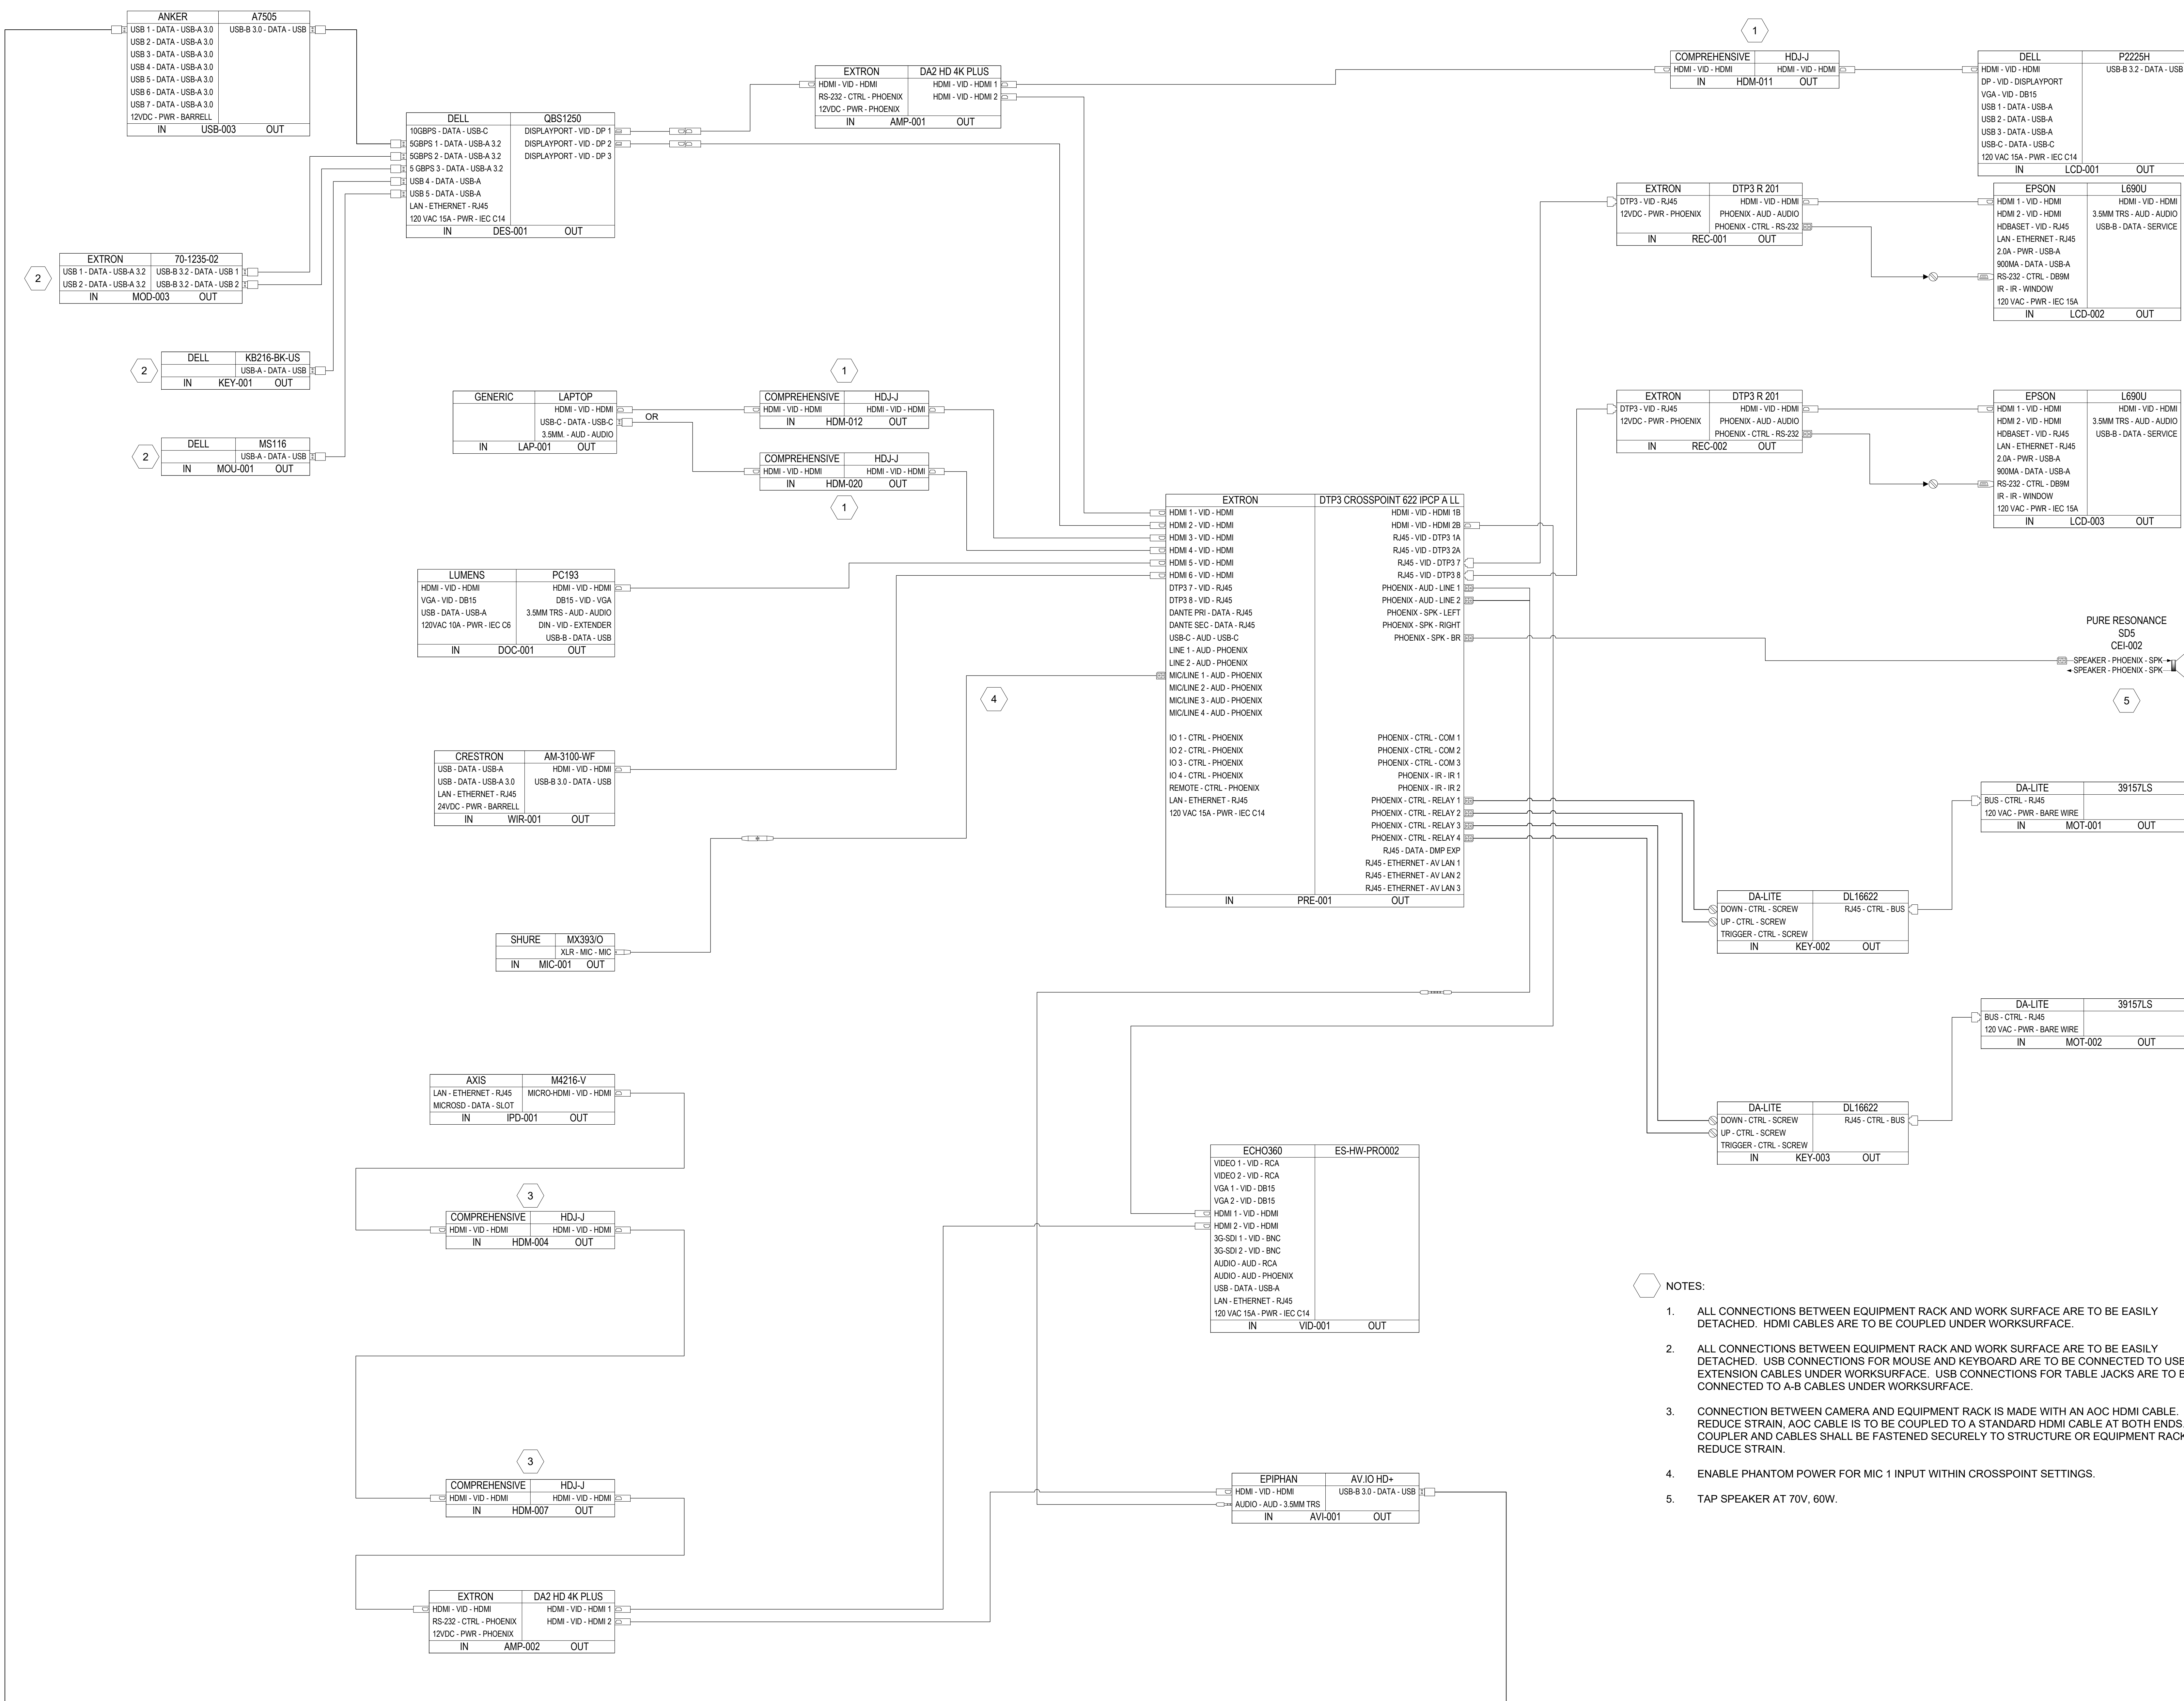 ANKER A7505
USB 1 - DATA - USB-A 3.0 USB-B 3.0 - DATA - USB
USB 2 - DATA - USB-A 3.0
USB 3 - DATA - USB-A 3.0
USB 4 - DATA - USB-A 3.0
USB 5 - DATA - USB-A 3.0
USB 6 - DATA - USB-A 3.0
USB 7 - DATA - USB-A 3.0
12VDC - PWR - BARRELL
IN USB-003 OUT
EXTRON DA2 HD 4K PLUS
HDMI - VID - HDMI HDMI - VID - HDMI 1
RS-232 - CTRL - PHOENIX HDMI - VID - HDMI 2
12VDC - PWR - PHOENIX
IN AMP-001 OUT
1
COMPREHENSIVE HDJ-J
HDMI - VID - HDMI HDMI - VID - HDMI
IN HDM-011 OUT
DELL P2225H
HDMI - VID - HDMI USB-B 3.2 - DATA - USB
DP - VID - DISPLAYPORT
VGA - VID - DB15
USB 1 - DATA - USB-A
USB 2 - DATA - USB-A
USB 3 - DATA - USB-A
USB-C - DATA - USB-C
120 VAC 15A - PWR - IEC C14
IN LCD-001 OUT
DELL QBS1250
10GBPS - DATA - USB-C DISPLAYPORT - VID - DP 1
5GBPS 1 - DATA - USB-A 3.2 DISPLAYPORT - VID - DP 2
5GBPS 2 - DATA - USB-A 3.2 DISPLAYPORT - VID - DP 3
5 GBPS 3 - DATA - USB-A 3.2
USB 4 - DATA - USB-A
USB 5 - DATA - USB-A
LAN - ETHERNET - RJ45
120 VAC 15A - PWR - IEC C14
IN DES-001 OUT
EXTRON DTP3 R 201
DTP3 - VID - RJ45 HDMI - VID - HDMI
12VDC - PWR - PHOENIX PHOENIX - AUD - AUDIO
PHOENIX - CTRL - RS-232
IN REC-001 OUT
EPSON L690U
HDMI 1 - VID - HDMI HDMI - VID - HDMI
HDMI 2 - VID - HDMI 3.5MM TRS - AUD - AUDIO
HDBASET - VID - RJ45 USB-B - DATA - SERVICE
LAN - ETHERNET - RJ45
2.0A - PWR - USB-A
900MA - DATA - USB-A
RS-232 - CTRL - DB9M
IR - IR - WINDOW
120 VAC - PWR - IEC 15A
IN LCD-002 OUT
2
EXTRON 70-1235-02
USB 1 - DATA - USB-A 3.2 USB-B 3.2 - DATA - USB 1
USB 2 - DATA - USB-A 3.2 USB-B 3.2 - DATA - USB 2
IN MOD-003 OUT
2
DELL KB216-BK-US
USB-A - DATA - USB
IN KEY-001 OUT
2
DELL MS116
USB-A - DATA - USB
IN MOU-001 OUT
GENERIC LAPTOP
HDMI - VID - HDMI
USB-C - DATA - USB-C
3.5MM. - AUD - AUDIO
IN LAP-001 OUT
OR
1
COMPREHENSIVE HDJ-J
HDMI - VID - HDMI HDMI - VID - HDMI
IN HDM-012 OUT
COMPREHENSIVE HDJ-J
HDMI - VID - HDMI HDMI - VID - HDMI
IN HDM-020 OUT
1
EXTRON DTP3 R 201
DTP3 - VID - RJ45 HDMI - VID - HDMI
12VDC - PWR - PHOENIX PHOENIX - AUD - AUDIO
PHOENIX - CTRL - RS-232
IN REC-002 OUT
EPSON L690U
HDMI 1 - VID - HDMI HDMI - VID - HDMI
HDMI 2 - VID - HDMI 3.5MM TRS - AUD - AUDIO
HDBASET - VID - RJ45 USB-B - DATA - SERVICE
LAN - ETHERNET - RJ45
2.0A - PWR - USB-A
900MA - DATA - USB-A
RS-232 - CTRL - DB9M
IR - IR - WINDOW
120 VAC - PWR - IEC 15A
IN LCD-003 OUT
EXTRON DTP3 CROSSPOINT 622 IPCP A LL
HDMI 1 - VID - HDMI HDMI - VID - HDMI 1B
HDMI 2 - VID - HDMI HDMI - VID - HDMI 2B
HDMI 3 - VID - HDMI RJ45 - VID - DTP3 1A
HDMI 4 - VID - HDMI RJ45 - VID - DTP3 2A
HDMI 5 - VID - HDMI RJ45 - VID - DTP3 7
HDMI 6 - VID - HDMI RJ45 - VID - DTP3 8
DTP3 7 - VID - RJ45 PHOENIX - AUD - LINE 1
DTP3 8 - VID - RJ45 PHOENIX - AUD - LINE 2
DANTE PRI - DATA - RJ45 PHOENIX - SPK - LEFT
DANTE SEC - DATA - RJ45 PHOENIX - SPK - RIGHT
USB-C - AUD - USB-C PHOENIX - SPK - BR
LINE 1 - AUD - PHOENIX
LINE 2 - AUD - PHOENIX
MIC/LINE 1 - AUD - PHOENIX
MIC/LINE 2 - AUD - PHOENIX
MIC/LINE 3 - AUD - PHOENIX
MIC/LINE 4 - AUD - PHOENIX
IO 1 - CTRL - PHOENIX PHOENIX - CTRL - COM 1
IO 2 - CTRL - PHOENIX PHOENIX - CTRL - COM 2
IO 3 - CTRL - PHOENIX PHOENIX - CTRL - COM 3
IO 4 - CTRL - PHOENIX PHOENIX - IR - IR 1
REMOTE - CTRL - PHOENIX PHOENIX - IR - IR 2
LAN - ETHERNET - RJ45 PHOENIX - CTRL - RELAY 1
120 VAC 15A - PWR - IEC C14 PHOENIX - CTRL - RELAY 2
PHOENIX - CTRL - RELAY 3
PHOENIX - CTRL - RELAY 4
RJ45 - DATA - DMP EXP
RJ45 - ETHERNET - AV LAN 1
RJ45 - ETHERNET - AV LAN 2
RJ45 - ETHERNET - AV LAN 3
IN PRE-001 OUT
LUMENS PC193
HDMI - VID - HDMI HDMI - VID - HDMI
VGA - VID - DB15 DB15 - VID - VGA
USB - DATA - USB-A 3.5MM TRS - AUD - AUDIO
120VAC 10A - PWR - IEC C6 DIN - VID - EXTENDER
USB-B - DATA - USB
IN DOC-001 OUT
4
PURE RESONANCE
SD5
CEI-002
SPEAKER - PHOENIX - SPK
SPEAKER - PHOENIX - SPK
5
CRESTRON AM-3100-WF
USB - DATA - USB-A HDMI - VID - HDMI
USB - DATA - USB-A 3.0 USB-B 3.0 - DATA - USB
LAN - ETHERNET - RJ45
24VDC - PWR - BARRELL
IN WIR-001 OUT
DA-LITE 39157LS
BUS - CTRL - RJ45
120 VAC - PWR - BARE WIRE
IN MOT-001 OUT
DA-LITE DL16622
DOWN - CTRL - SCREW RJ45 - CTRL - BUS
UP - CTRL - SCREW
TRIGGER - CTRL - SCREW
IN KEY-002 OUT
SHURE MX393/O
XLR - MIC - MIC
IN MIC-001 OUT
DA-LITE 39157LS
BUS - CTRL - RJ45
120 VAC - PWR - BARE WIRE
IN MOT-002 OUT
AXIS M4216-V
LAN - ETHERNET - RJ45 MICRO-HDMI - VID - HDMI
MICROSD - DATA - SLOT
IN IPD-001 OUT
DA-LITE DL16622
DOWN - CTRL - SCREW RJ45 - CTRL - BUS
UP - CTRL - SCREW
TRIGGER - CTRL - SCREW
IN KEY-003 OUT
ECHO360 ES-HW-PRO002
VIDEO 1 - VID - RCA
VIDEO 2 - VID - RCA
VGA 1 - VID - DB15
VGA 2 - VID - DB15
HDMI 1 - VID - HDMI
HDMI 2 - VID - HDMI
3G-SDI 1 - VID - BNC
3G-SDI 2 - VID - BNC
AUDIO - AUD - RCA
AUDIO - AUD - PHOENIX
USB - DATA - USB-A
LAN - ETHERNET - RJ45
120 VAC 15A - PWR - IEC C14
IN VID-001 OUT
3
COMPREHENSIVE HDJ-J
HDMI - VID - HDMI HDMI - VID - HDMI
IN HDM-004 OUT
3
COMPREHENSIVE HDJ-J
HDMI - VID - HDMI HDMI - VID - HDMI
IN HDM-007 OUT
EPIPHAN AV.IO HD+
HDMI - VID - HDMI USB-B 3.0 - DATA - USB
AUDIO - AUD - 3.5MM TRS
IN AVI-001 OUT
EXTRON DA2 HD 4K PLUS
HDMI - VID - HDMI HDMI - VID - HDMI 1
RS-232 - CTRL - PHOENIX HDMI - VID - HDMI 2
12VDC - PWR - PHOENIX
IN AMP-002 OUT
NOTES:
1. ALL CONNECTIONS BETWEEN EQUIPMENT RACK AND WORK SURFACE ARE TO BE EASILY
DETACHED. HDMI CABLES ARE TO BE COUPLED UNDER WORKSURFACE.
2. ALL CONNECTIONS BETWEEN EQUIPMENT RACK AND WORK SURFACE ARE TO BE EASILY
DETACHED. USB CONNECTIONS FOR MOUSE AND KEYBOARD ARE TO BE CONNECTED TO USB
EXTENSION CABLES UNDER WORKSURFACE. USB CONNECTIONS FOR TABLE JACKS ARE TO
CONNECTED TO A-B CABLES UNDER WORKSURFACE.
3. CONNECTION BETWEEN CAMERA AND EQUIPMENT RACK IS MADE WITH AN AOC HDMI CABLE.
REDUCE STRAIN, AOC CABLE IS TO BE COUPLED TO A STANDARD HDMI CABLE AT BOTH ENDS.
COUPLER AND CABLES SHALL BE FASTENED SECURELY TO STRUCTURE OR EQUIPMENT RACK
REDUCE STRAIN.
4. ENABLE PHANTOM POWER FOR MIC 1 INPUT WITHIN CROSSPOINT SETTINGS.
5. TAP SPEAKER AT 70V, 60W.